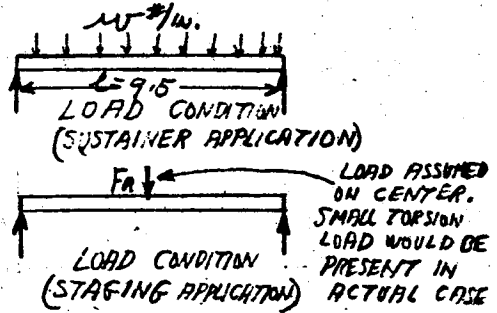 w #/in.
l=9.5
LOAD CONDITION
(SUSTAINER APPLICATION)
FA
LOAD ASSUMED
ON CENTER.
SMALL TORSION
LOAD WOULD BE
PRESENT IN
ACTUAL CASE
LOAD CONDITION
(STAGING APPLICATION)